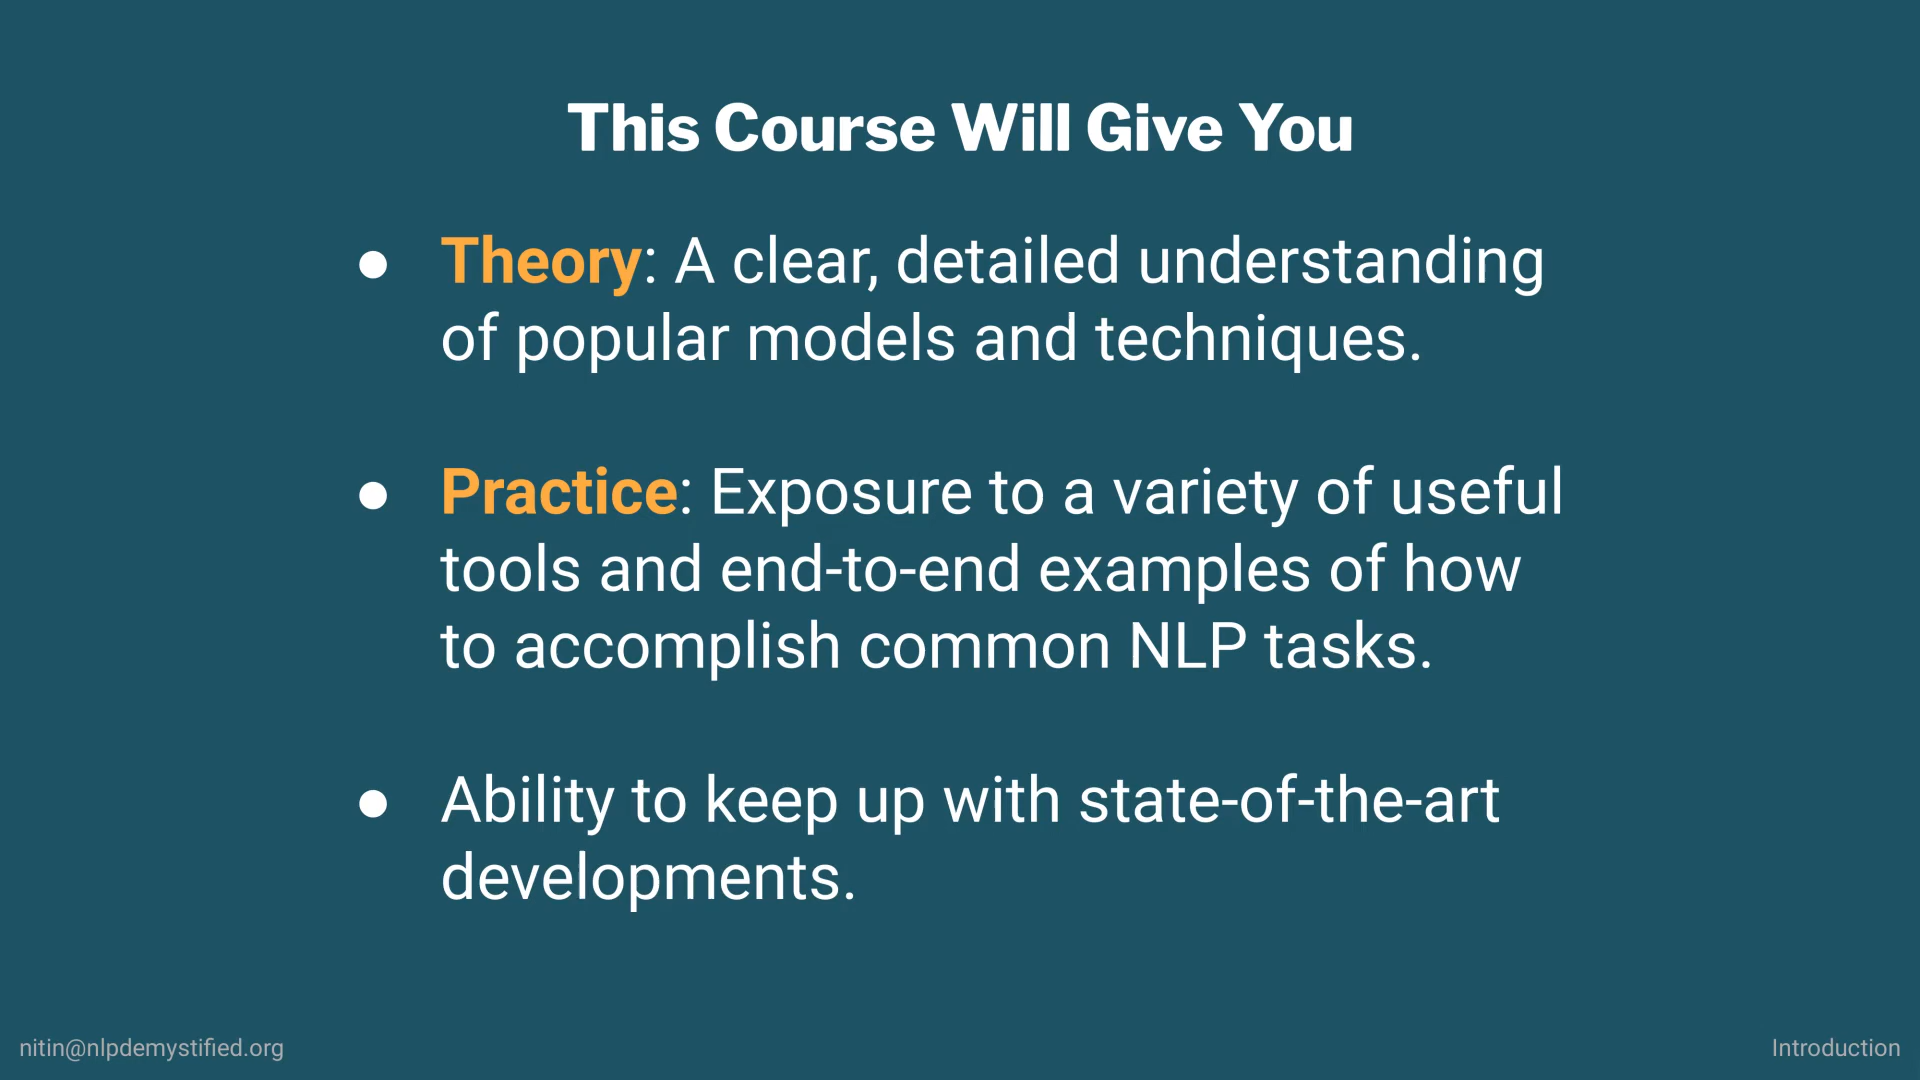 This Course Will Give You
● Theory: A clear, detailed understanding
of popular models and techniques.
● Practice: Exposure to a variety of useful
tools and end-to-end examples of how
to accomplish common NLP tasks.
● Ability to keep up with state-of-the-art
developments.
nitin@nlpdemystified.org
Introduction